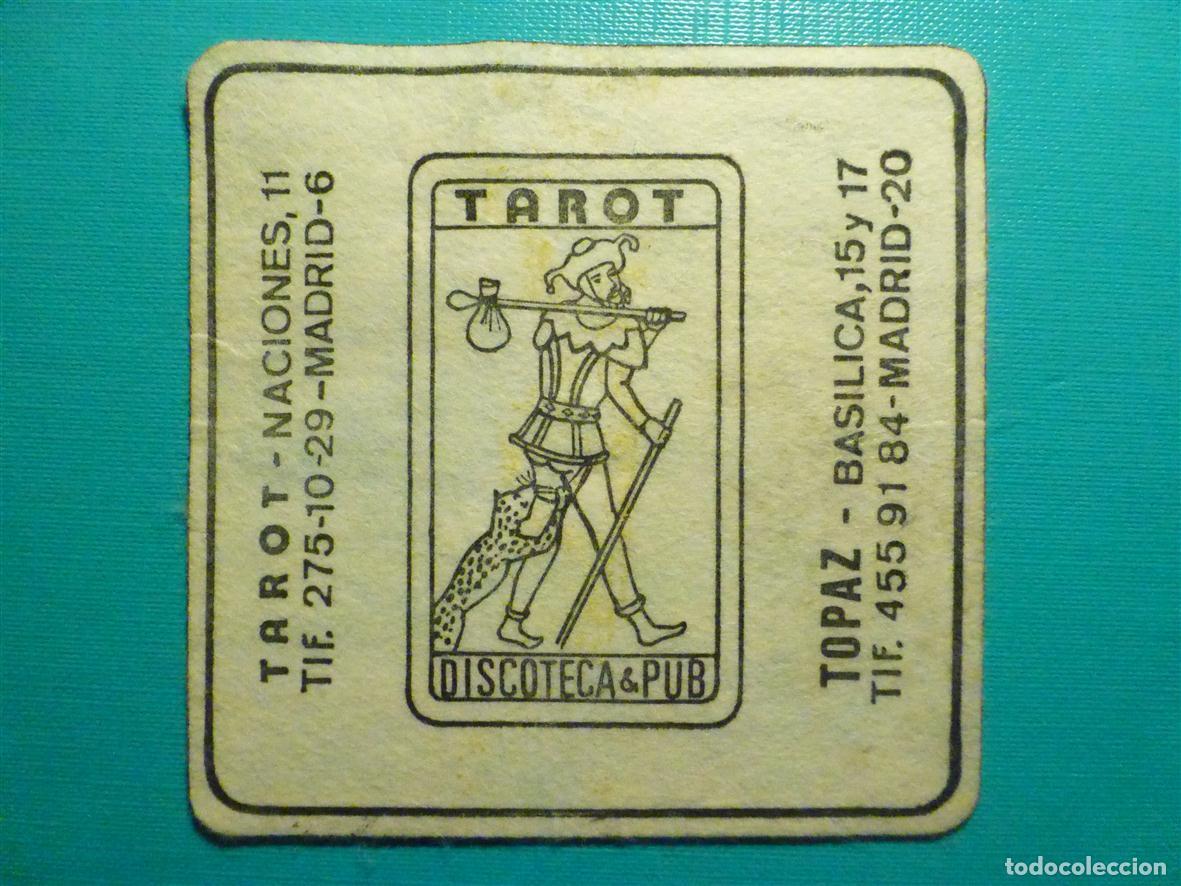 TAROT - NACIONES, 11
TIF. 275-10-29-MADRID-6
TAROT
DISCOTECA & PUB
TOPAZ - BASILICA, 15 y 17
TIF. 455 91 84-MADRID-20
todocoleccion